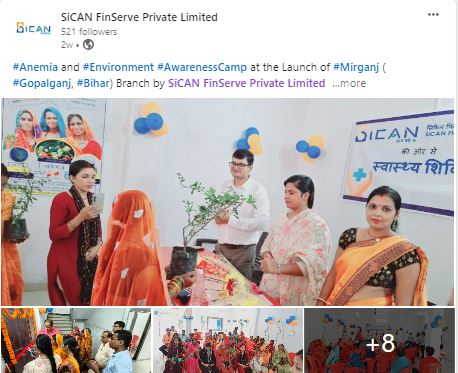 SiCAN FinServe Private Limited
521 followers
2w •
#Anemia and #Environment #AwarenessCamp at the Launch of #Mirganj (
#Gopalganj, #Bihar) Branch by SiCAN FinServe Private Limited ...more
SICAN
की ओर से
स्वास्थ्य शिवि
+8